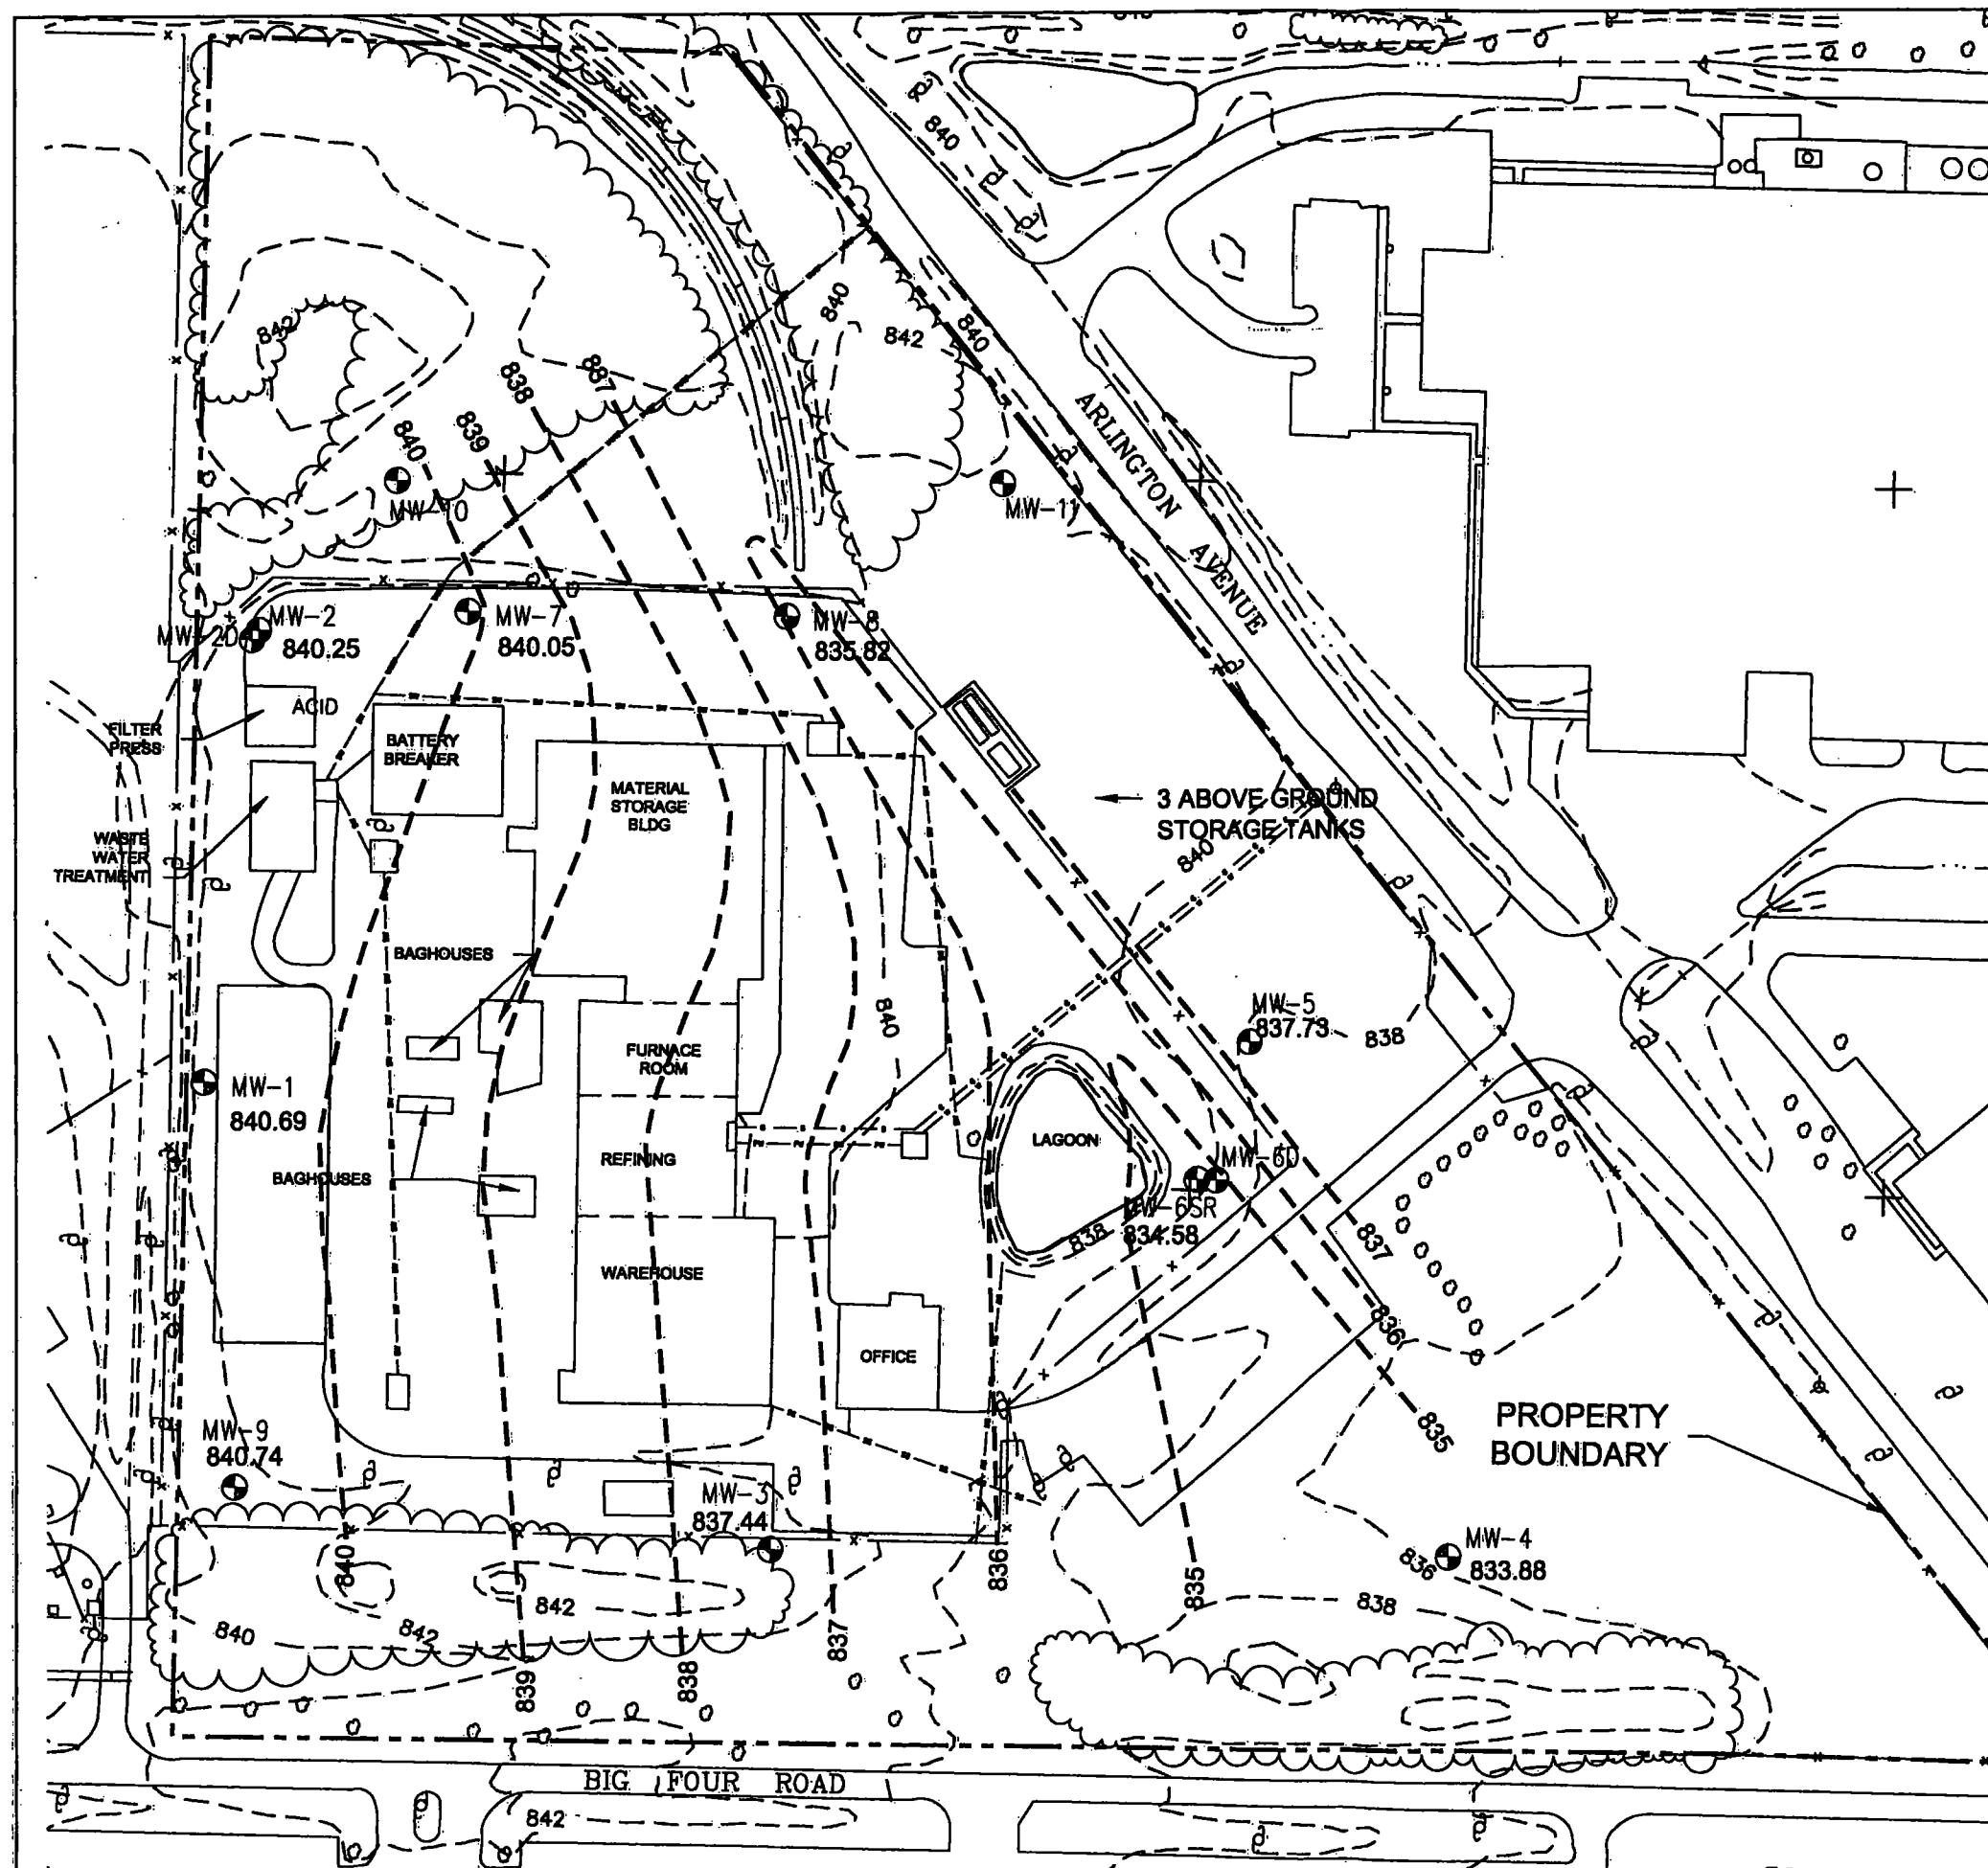 840
842
840
842
840
838
837
839
840
ARLINGTON
AVENUE
MW-10
MW-11
MW-2
840.25
MW-2D
MW-7
840.05
MW-8
835.82
ACID
FILTER
PRESS
BATTERY
BREAKER
MATERIAL
STORAGE
BLDG
3 ABOVE GROUND
STORAGE TANKS
WASTE
WATER
TREATMENT
840
BAGHOUSES
840
MW-5
837.73
838
FURNACE
ROOM
MW-1
840.69
LAGOON
REFINING
BAGHOUSES
MW-6D
MW-6SR
834.58
838
837
WAREHOUSE
836
OFFICE
835
PROPERTY
BOUNDARY
MW-9
840.74
MW-3
837.44
MW-4
833.88
836
840
836
835
838
842
840
842
837
838
839
BIG FOUR ROAD
842